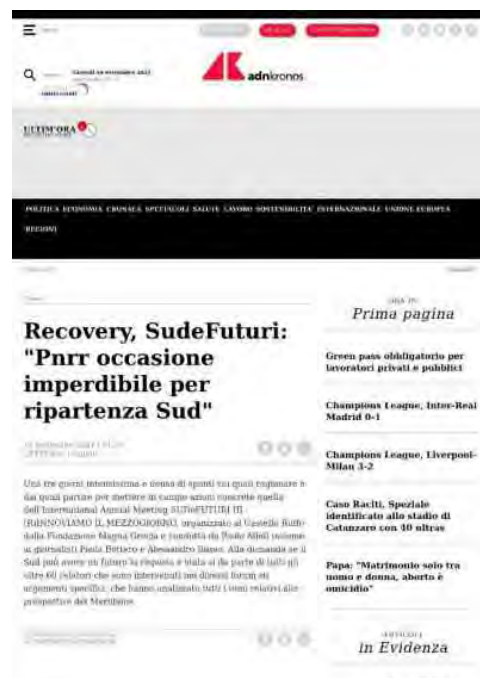 adnkronos
ULTIM'ORA
POLITICA ECONOMIA CRONACA SPETTACOLI SALUTE LAVORO SOSTENIBILITA' INTERNAZIONALE UNIONE EUROPEA
REGIONI
Recovery, SudeFuturi:
"Pnrr occasione
imperdibile per
ripartenza Sud"
Una tre giorni intensissima e densa di spunti sui quali ragionare e
dai quali partire per mettere in campo azioni concrete quella
dell'International Annual Meeting SUDeFUTURI III -
(RI)NNOVIAMO IL MEZZOGIORNO, organizzato al Castello Ruffo
dalla Fondazione Magna Grecia e condotta da Paolo Mieli insieme
ai giornalisti Paola Bottero e Alessandro Russo. Alla domanda se il
Sud può avere un futuro la risposta è stata sì da parte di tutti gli
oltre 60 relatori che sono intervenuti nei diversi forum su
argomenti specifici, che hanno analizzato tutti i temi relativi alle
prospettive del Meridione.
ORA IN
Prima pagina
Green pass obbligatorio per
lavoratori privati e pubblici
Champions League, Inter-Real
Madrid 0-1
Champions League, Liverpool-
Milan 3-2
Caso Raciti, Speziale
identificato allo stadio di
Catanzaro con 40 ultras
Papa: "Matrimonio solo tra
uomo e donna, aborto è
omicidio"
ARTICOLI
in Evidenza